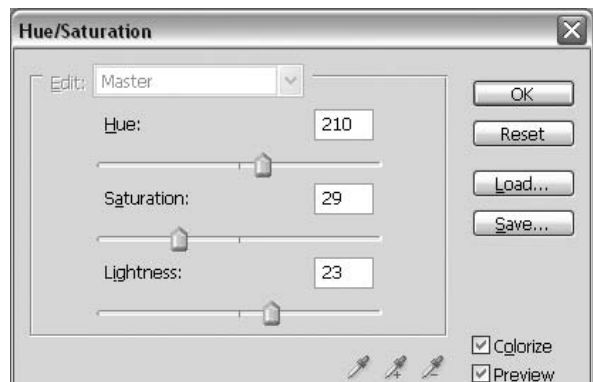 Hue/Saturation
Edit: Master
OK
Hue: 210
Reset
Saturation: 29
Load...
Save...
Lightness: 23
Colorize
Preview